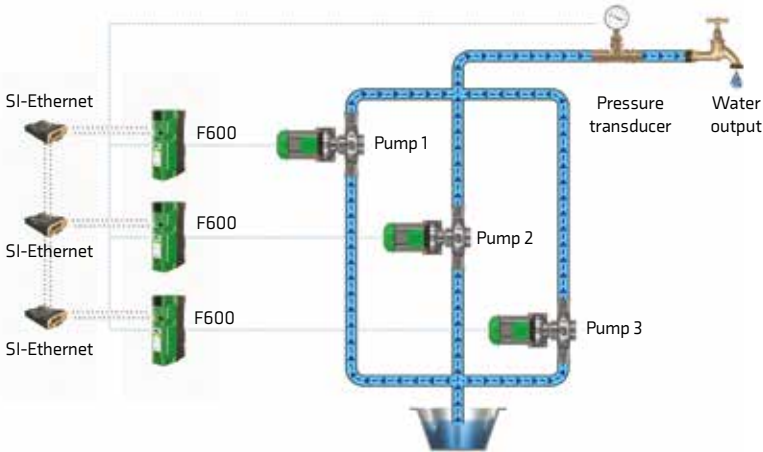 SI-Ethernet
F600
Pump 1
SI-Ethernet
F600
Pump 2
SI-Ethernet
F600
Pump 3
Pressure
transducer
Water
output